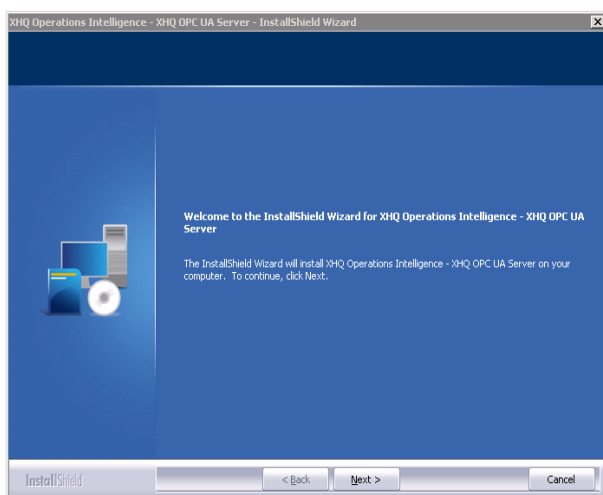 XHQ Operations Intelligence - XHQ OPC UA Server - InstallShield Wizard
Welcome to the InstallShield Wizard for XHQ Operations Intelligence - XHQ OPC UA
Server
The InstallShield Wizard will install XHQ Operations Intelligence - XHQ OPC UA Server on your
computer. To continue, click Next.
InstallShield
< Back Next > Cancel